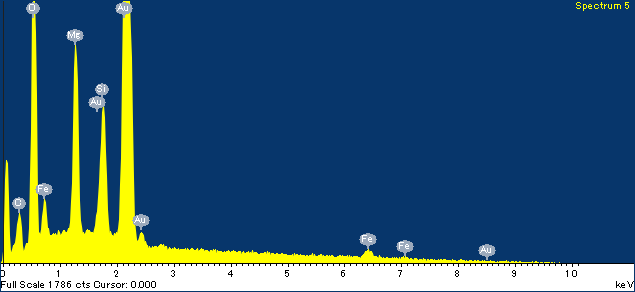 Spectrum 5
O
Au
Mg
Si
Au
Fe
C
Au
Fe
Fe
Au
0 1 2 3 4 5 6 7 8 9 10
Full Scale 1786 cts Cursor: 0.000 keV